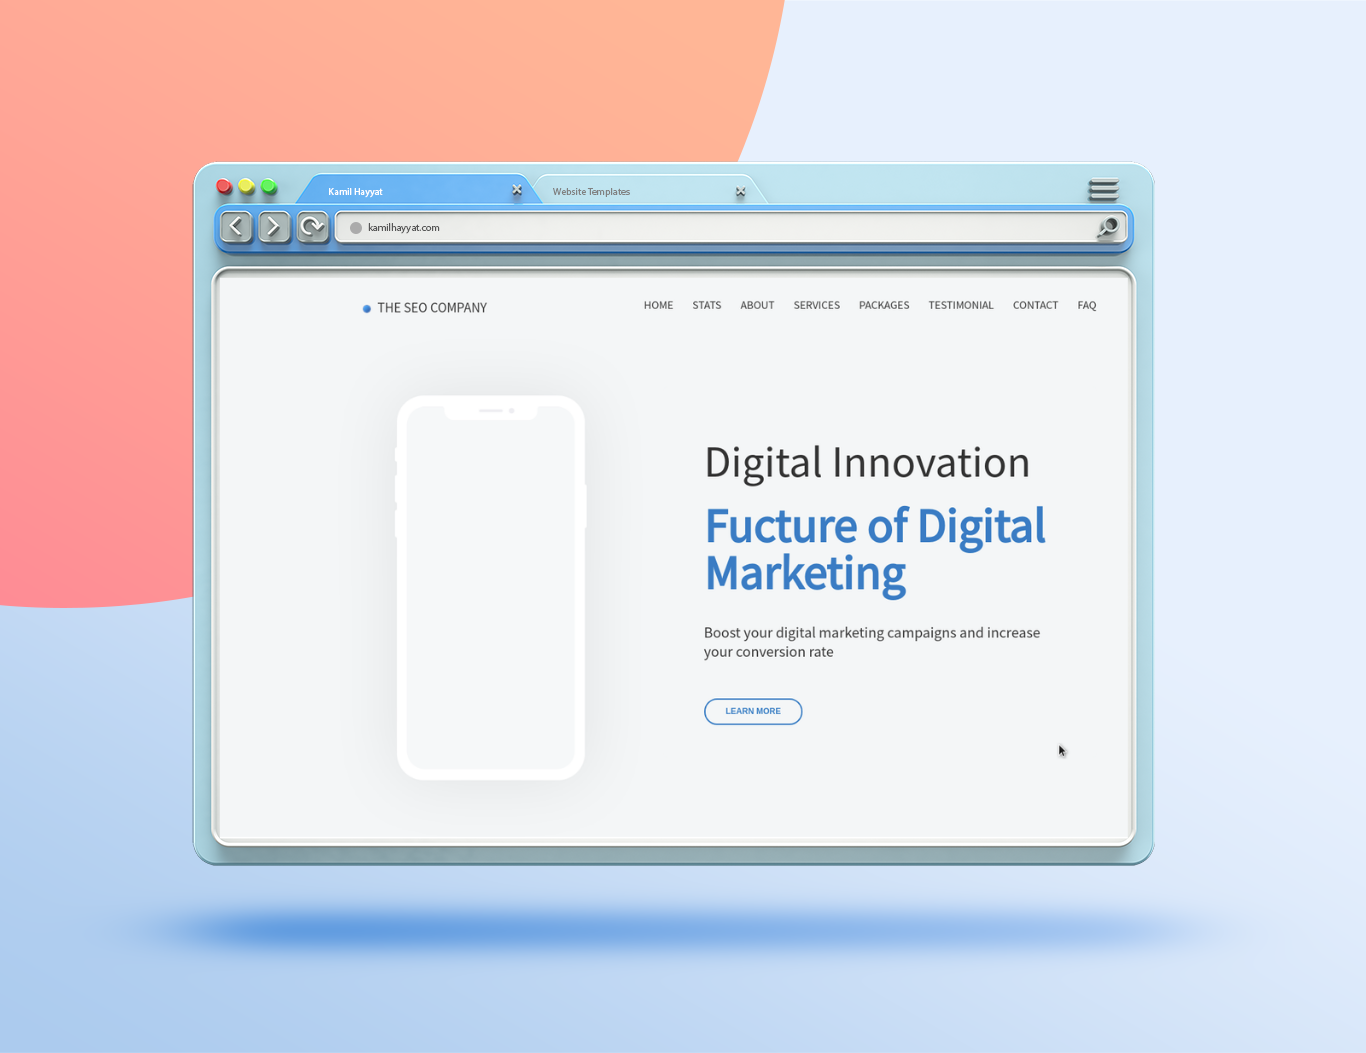 Kamil Hayyat
Website Templates
kamilhayyat.com
THE SEO COMPANY
HOME STATS ABOUT SERVICES PACKAGES TESTIMONIAL CONTACT FAQ
Digital Innovation
Fucture of Digital
Marketing
Boost your digital marketing campaigns and increase
your conversion rate
LEARN MORE